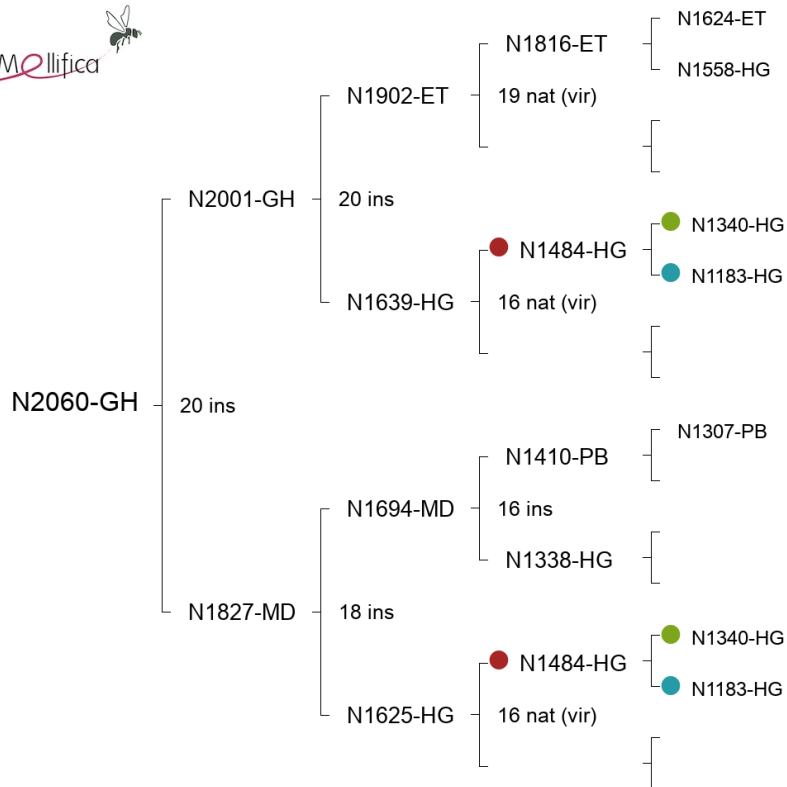 Mellifica
N1624-ET
N1816-ET
N1558-HG
N1902-ET
19 nat (vir)
N2001-GH
20 ins
N1340-HG
N1484-HG
N1183-HG
N1639-HG
16 nat (vir)
N2060-GH
20 ins
N1307-PB
N1410-PB
N1694-MD
16 ins
N1338-HG
N1827-MD
18 ins
N1340-HG
N1484-HG
N1183-HG
N1625-HG
16 nat (vir)